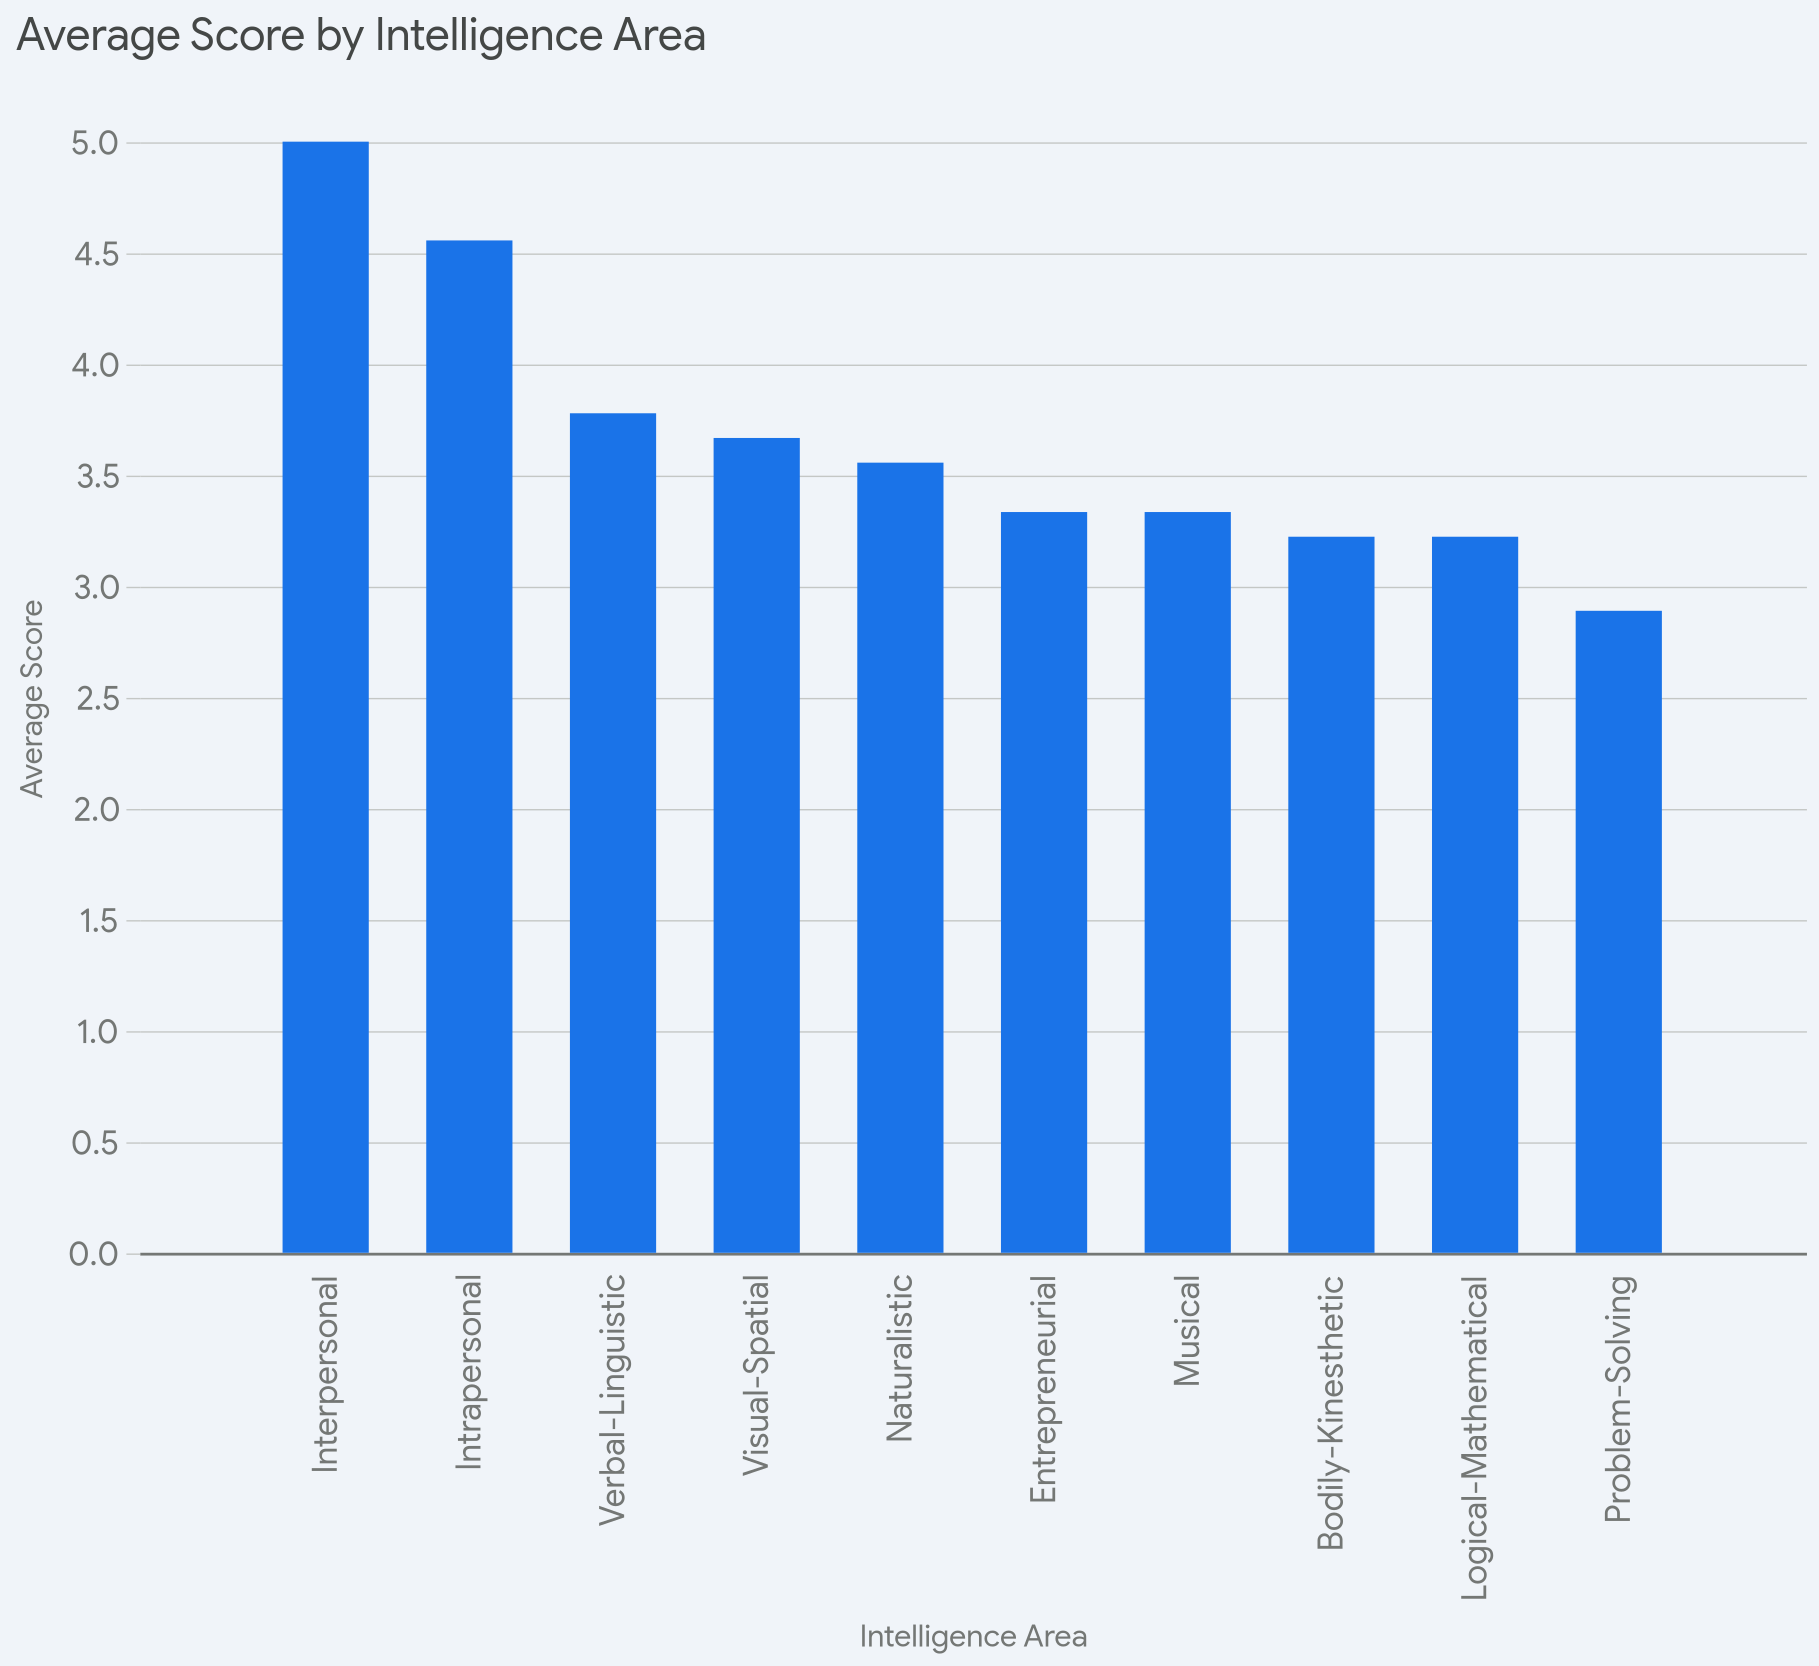 Average Score by Intelligence Area
5.0
4.5
4.0
3.5
3.0
2.5
2.0
1.5
1.0
0.5
0.0
Average Score
Interpersonal
Intrapersonal
Verbal-Linguistic
Visual-Spatial
Naturalistic
Entrepreneurial
Musical
Bodily-Kinesthetic
Logical-Mathematical
Problem-Solving
Intelligence Area